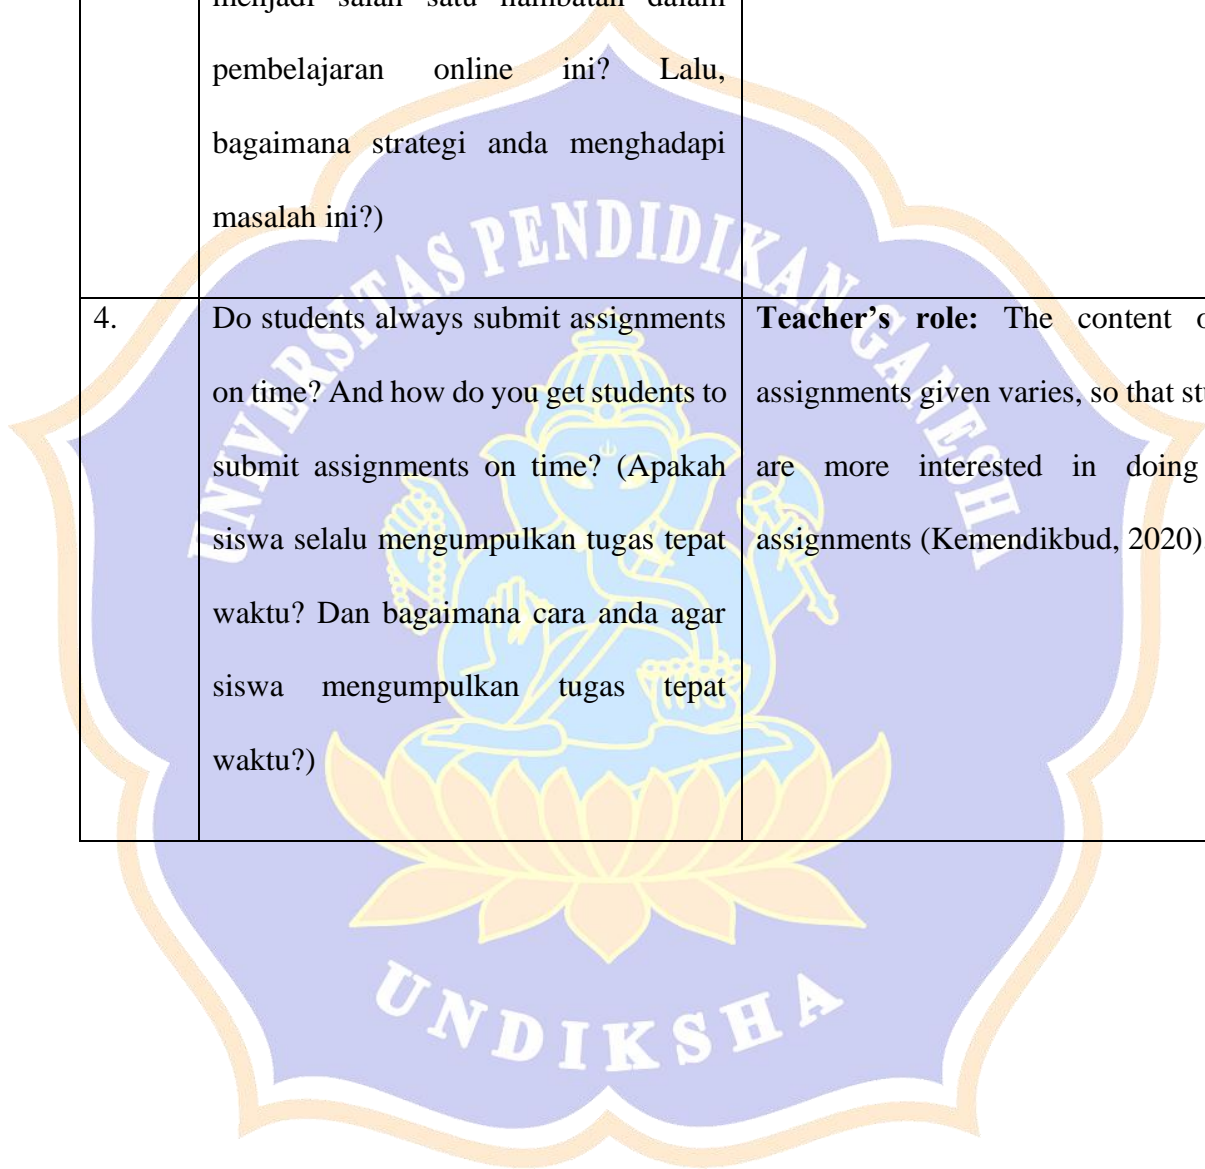 menjadi salah satu hambatan dalam
pembelajaran online ini? Lalu,
bagaimana strategi anda menghadapi
masalah ini?)
4.
Do students always submit assignments
on time? And how do you get students to
submit assignments on time? (Apakah
siswa selalu mengumpulkan tugas tepat
waktu? Dan bagaimana cara anda agar
siswa mengumpulkan tugas tepat
waktu?)
Teacher's role: The content
assignments given varies, so that
are more interested in doing
assignments (Kemendikbud, 2020)
UNIVERSITAS PENDIDIKAN GANESHA
UNDIKSHA